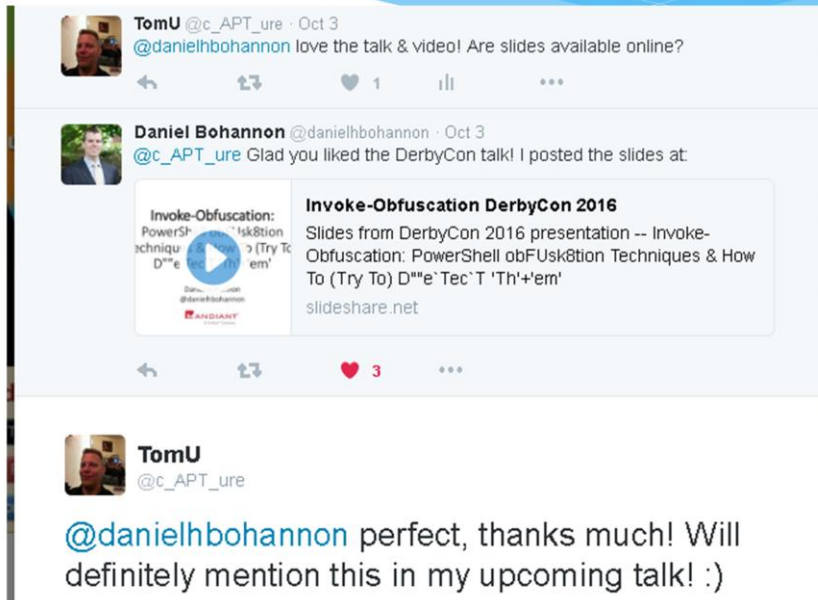 TomU @c_APT_ure · Oct 3
@danielhbohannon love the talk & video! Are slides available online?
1
Daniel Bohannon @danielhbohannon · Oct 3
@c_APT_ure Glad you liked the DerbyCon talk! I posted the slides at:
Invoke-Obfuscation:
@danielhbohannon
MANDIANT
Invoke-Obfuscation DerbyCon 2016
Slides from DerbyCon 2016 presentation -- Invoke-
Obfuscation: PowerShell obFUsk8tion Techniques & How
To (Try To) D""e`Tec`T 'Th'+'em'
slideshare.net
3
TomU
@c_APT_ure
@danielhbohannon perfect, thanks much! Will
definitely mention this in my upcoming talk! :)